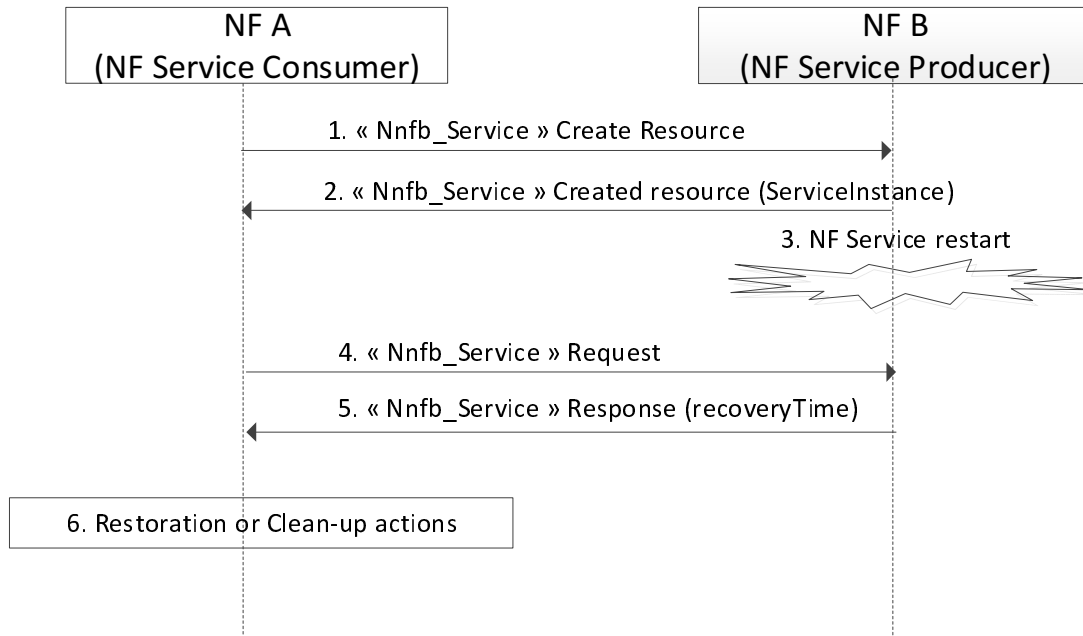 NF A
(NF Service Consumer)
NF B
(NF Service Producer)
1. « Nnfb_Service » Create Resource
2. « Nnfb_Service » Created resource (ServiceInstance)
3. NF Service restart
4. « Nnfb_Service » Request
5. « Nnfb_Service » Response (recoveryTime)
6. Restoration or Clean-up actions